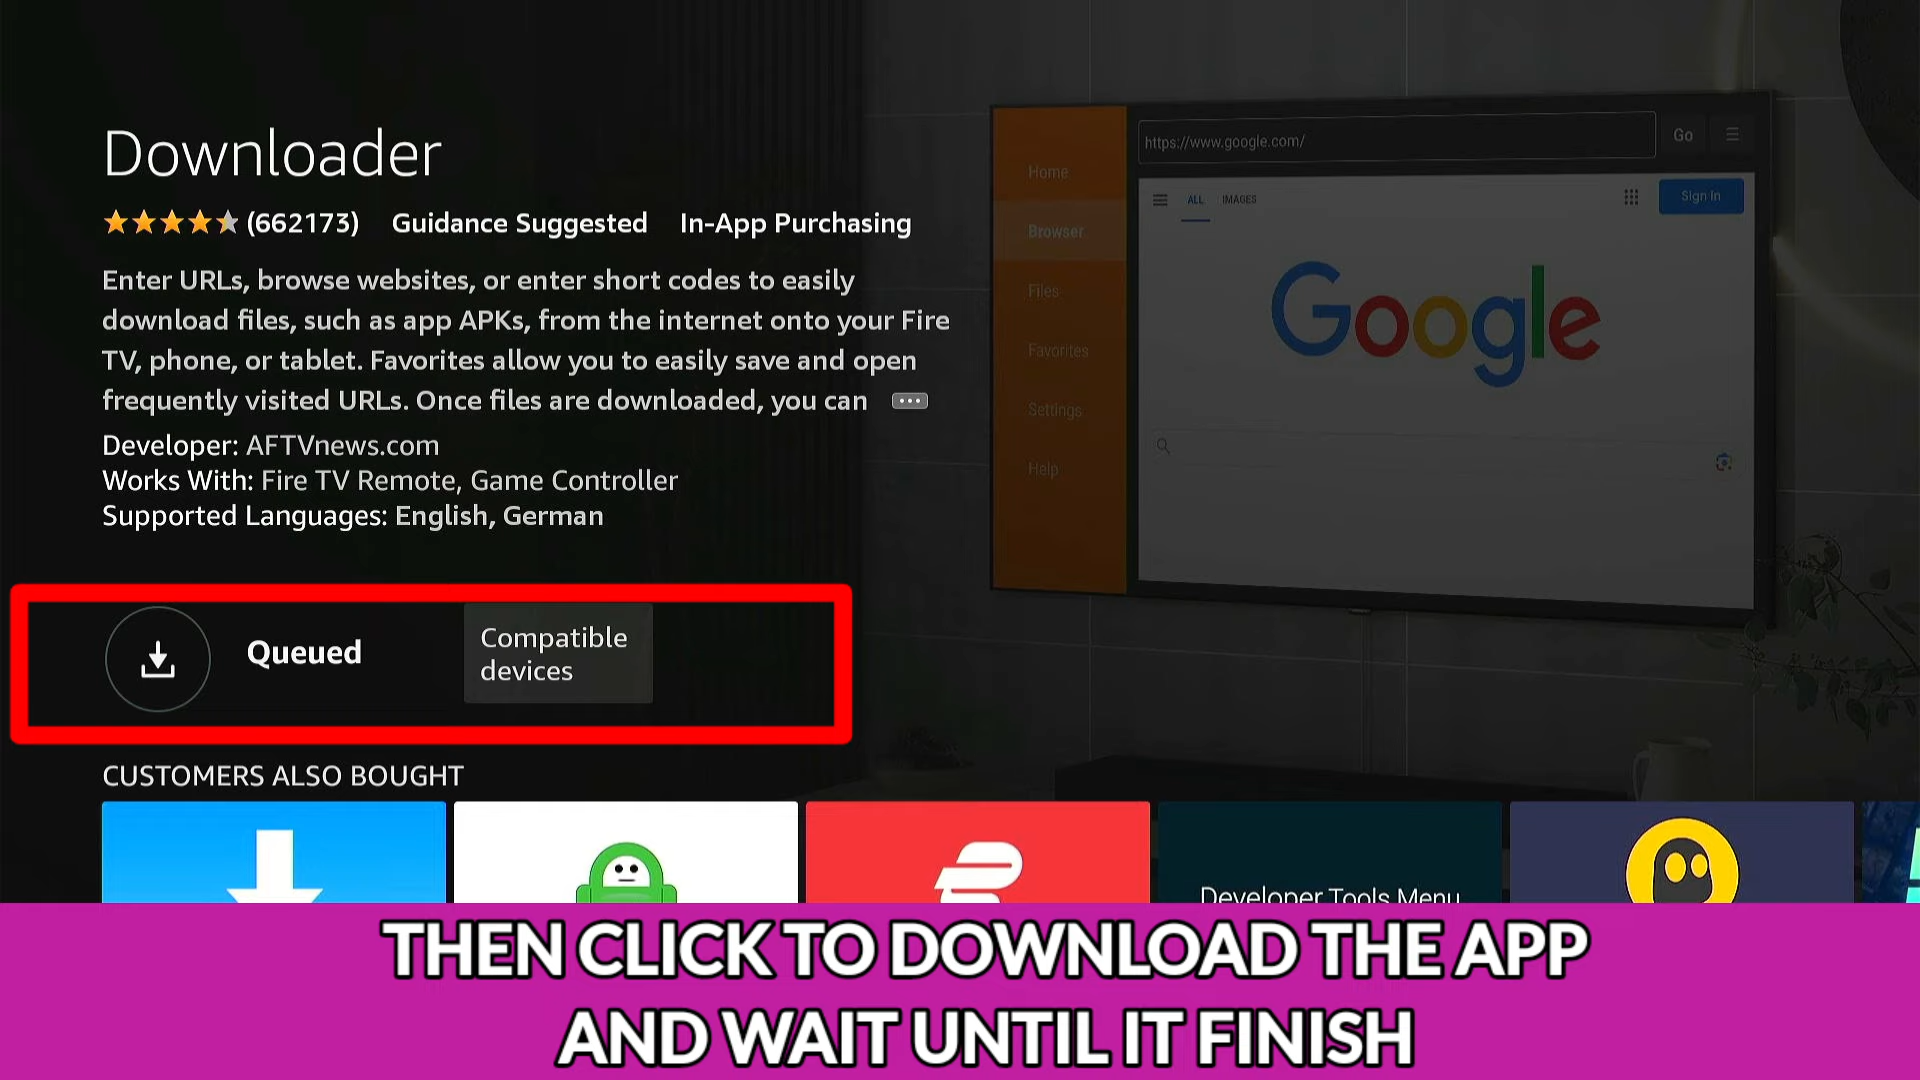 Downloader
(662173) Guidance Suggested In-App Purchasing
Enter URLs, browse websites, or enter short codes to easily
download files, such as app APKs, from the internet onto your Fire
TV, phone, or tablet. Favorites allow you to easily save and open
frequently visited URLs. Once files are downloaded, you can
Developer: AFTVnews.com
Works With: Fire TV Remote, Game Controller
Supported Languages: English, German
https://www.google.com/ Go
Home
Browser
Files
Favorites
Settings
Help
ALL IMAGES Sign in
Google
Queued
Compatible
devices
CUSTOMERS ALSO BOUGHT
Developer Tools Menu
THEN CLICK TO DOWNLOAD THE APP
AND WAIT UNTIL IT FINISH